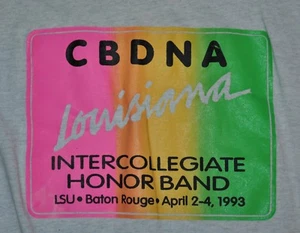 CBDNA
Louisiana
INTERCOLLEGIATE
HONOR BAND
LSU • Baton Rouge • April 2-4, 1993